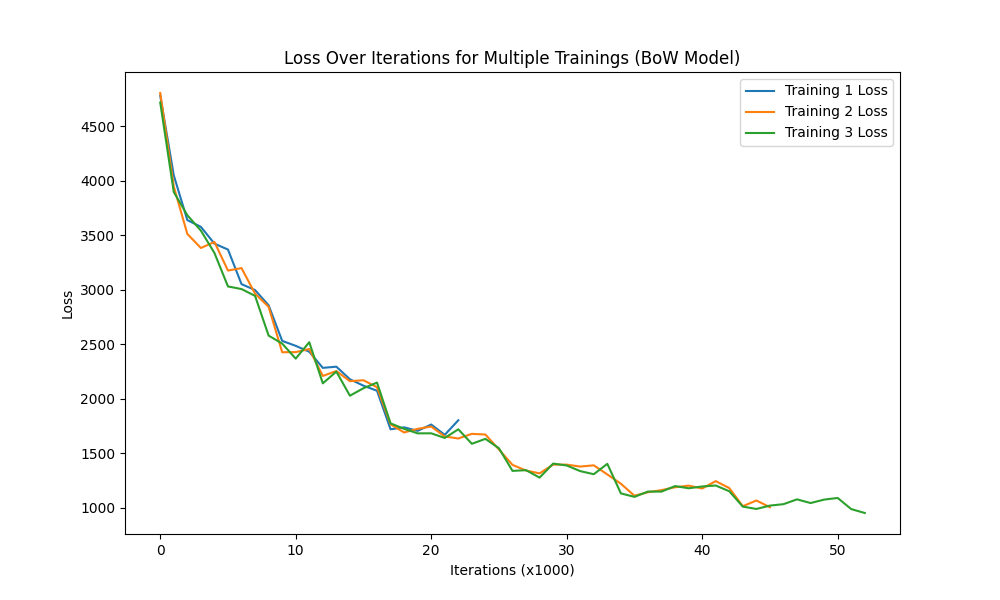 Loss Over Iterations for Multiple Trainings (BoW Model)
Training 1 Loss
Training 2 Loss
Training 3 Loss
Loss
4500
4000
3500
3000
2500
2000
1500
1000
0 10 20 30 40 50
Iterations (x1000)